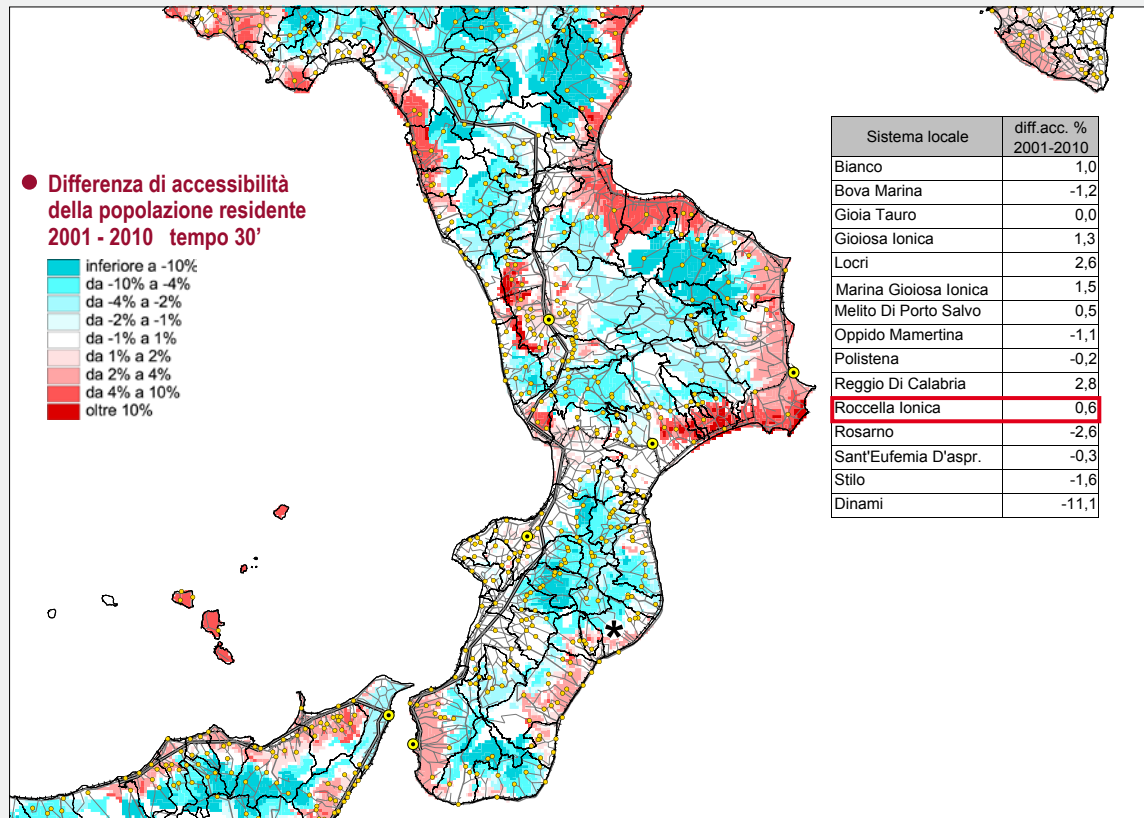 Differenza di accessibilità
della popolazione residente
2001 - 2010 tempo 30'
inferiore a -10%
da -10% a -4%
da -4% a -2%
da -2% a -1%
da -1% a 1%
da 1% a 2%
da 2% a 4%
da 4% a 10%
oltre 10%
Sistema locale diff.acc. % 2001-2010
Bianco 1,0
Bova Marina -1,2
Gioia Tauro 0,0
Gioiosa Ionica 1,3
Locri 2,6
Marina Gioiosa Ionica 1,5
Melito Di Porto Salvo 0,5
Oppido Mamertina -1,1
Polistena -0,2
Reggio Di Calabria 2,8
Roccella Ionica 0,6
Rosarno -2,6
Sant'Eufemia D'aspr. -0,3
Stilo -1,6
Dinami -11,1
*